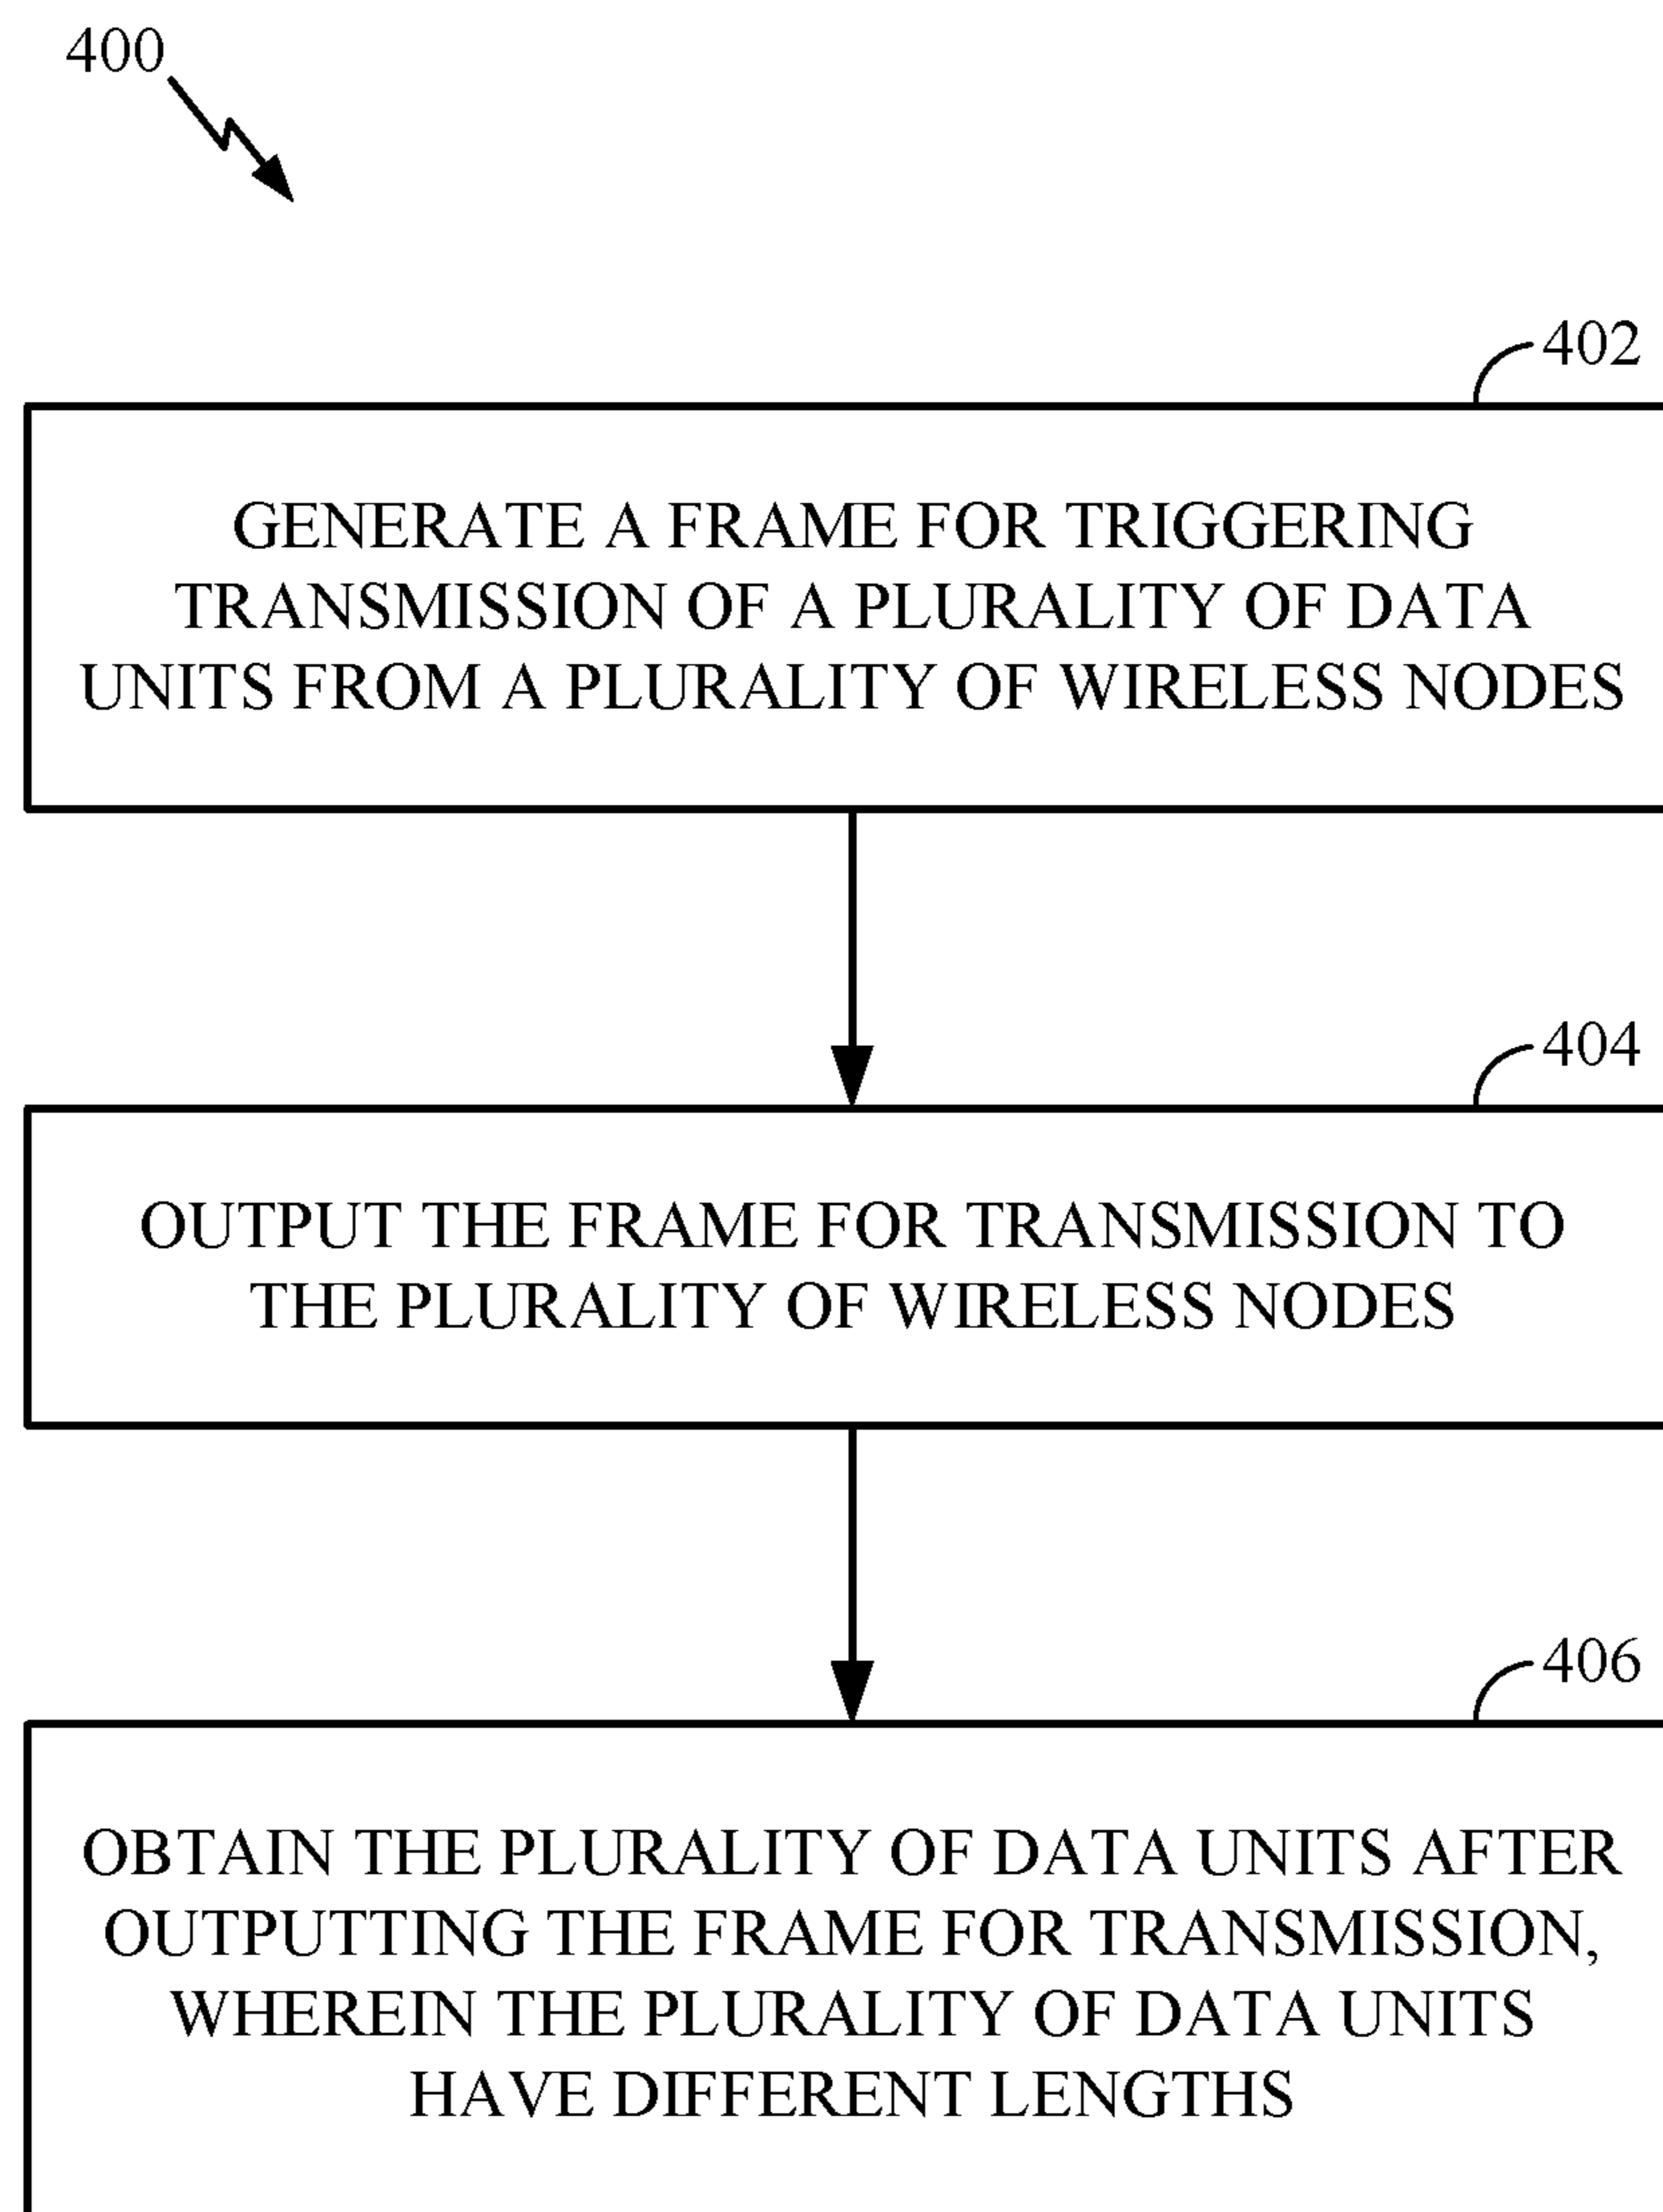 400
402
GENERATE A FRAME FOR TRIGGERING
TRANSMISSION OF A PLURALITY OF DATA
UNITS FROM A PLURALITY OF WIRELESS NODES
404
OUTPUT THE FRAME FOR TRANSMISSION TO
THE PLURALITY OF WIRELESS NODES
406
OBTAIN THE PLURALITY OF DATA UNITS AFTER
OUTPUTTING THE FRAME FOR TRANSMISSION,
WHEREIN THE PLURALITY OF DATA UNITS
HAVE DIFFERENT LENGTHS